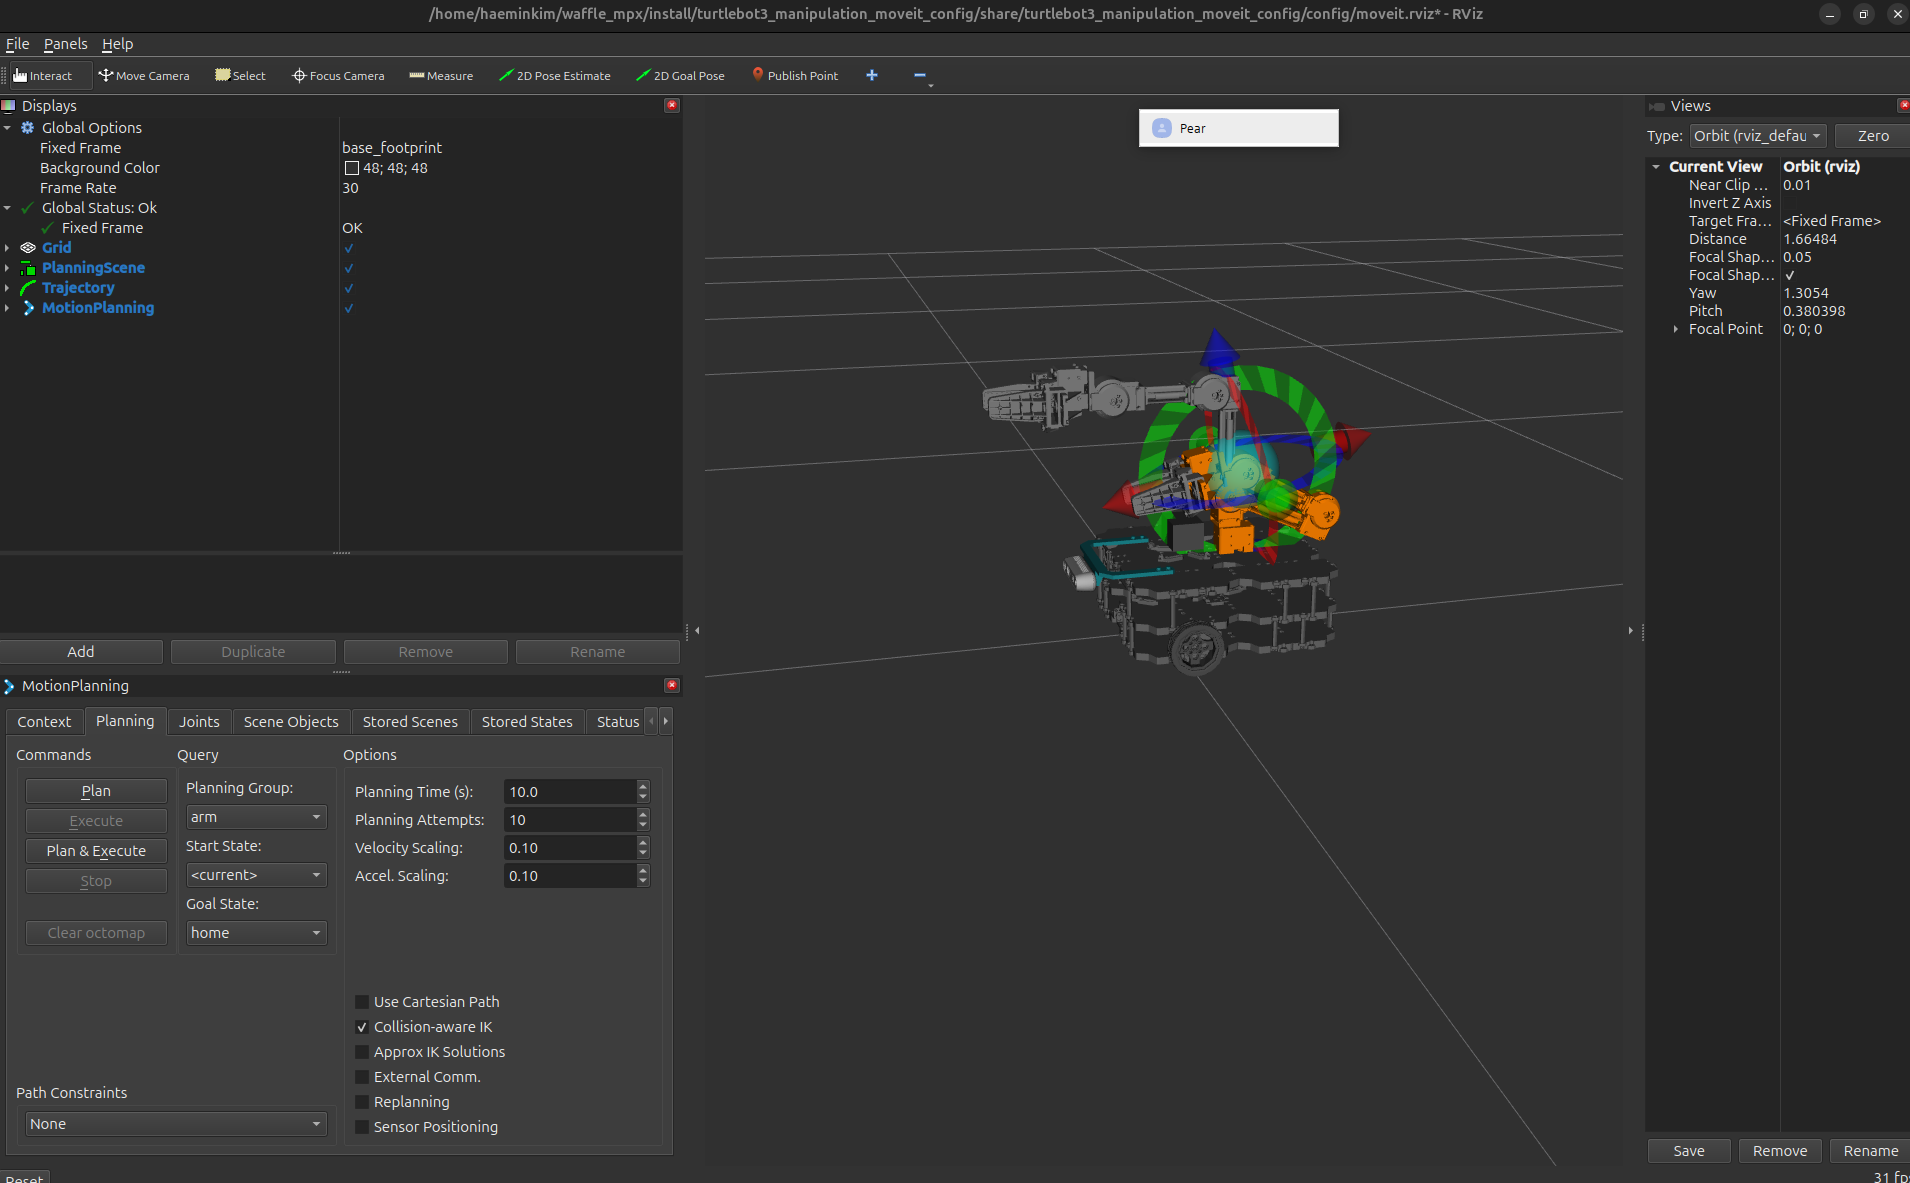 /home/haeminkim/waffle_mpx/install/turtlebot3_manipulation_moveit_config/share/turtlebot3_manipulation_moveit_config/config/moveit.rviz* - RViz
File Panels Help
Interact Move Camera Select Focus Camera Measure 2D Pose Estimate 2D Goal Pose Publish Point
Displays
Global Options
Fixed Frame base_footprint
Background Color 48; 48; 48
Frame Rate 30
Global Status: Ok
Fixed Frame OK
Grid
PlanningScene
Trajectory
MotionPlanning
Add Duplicate Remove Rename
MotionPlanning
Context Planning Joints Scene Objects Stored Scenes Stored States Status
Commands Query Options
Plan
Execute
Plan & Execute
Stop
Clear octomap
Planning Group:
arm
Start State:
<current>
Goal State:
home
Planning Time (s): 10.0
Planning Attempts: 10
Velocity Scaling: 0.10
Accel. Scaling: 0.10
Use Cartesian Path
Collision-aware IK
Approx IK Solutions
External Comm.
Replanning
Sensor Positioning
Path Constraints
None
Reset
Pear
Views
Type: Orbit (rviz_defau Zero
Current View Orbit (rviz)
Near Clip ... 0.01
Invert Z Axis
Target Fra... <Fixed Frame>
Distance 1.66484
Focal Shap... 0.05
Focal Shap...
Yaw 1.3054
Pitch 0.380398
Focal Point 0; 0; 0
Save Remove Rename
31 fps